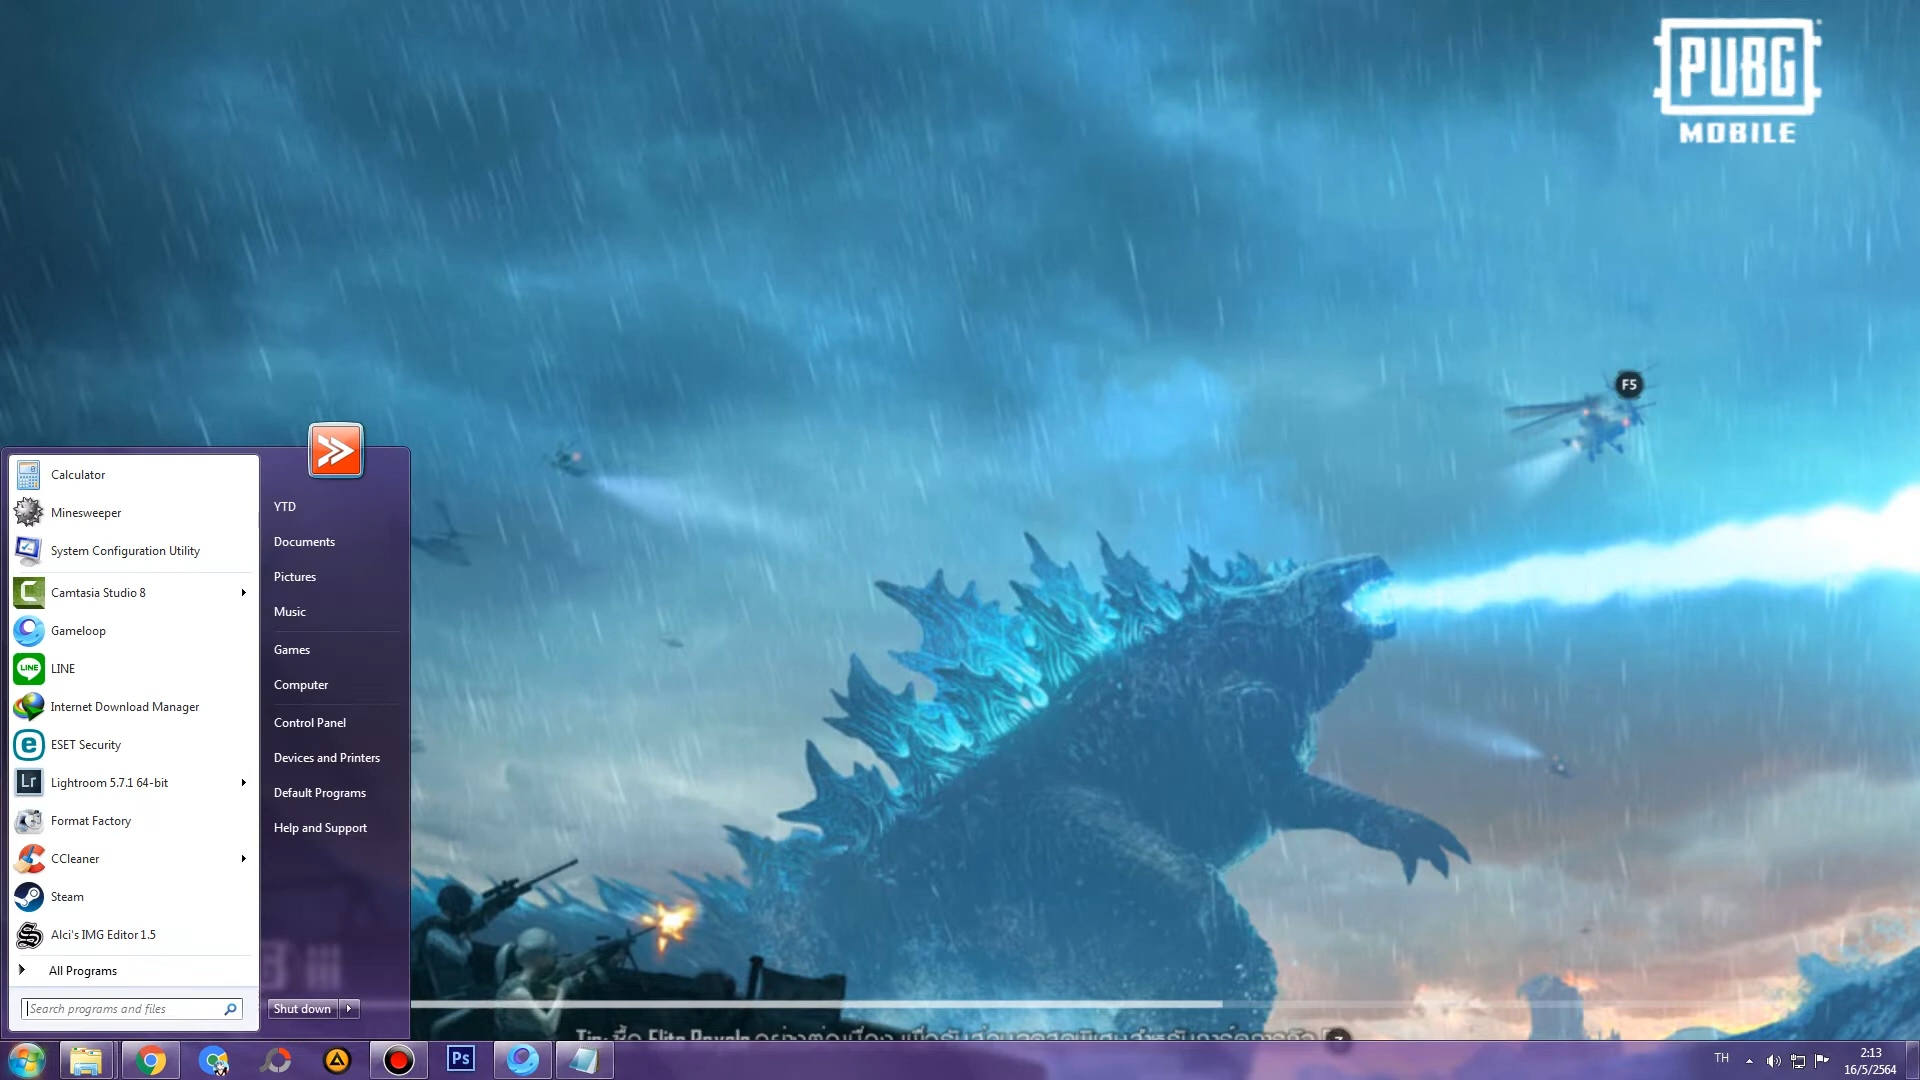 PUBG
MOBILE
F5
Calculator
Minesweeper
System Configuration Utility
Camtasia Studio 8
Gameloop
LINE
LINE
Internet Download Manager
ESET Security
Lr
Lightroom 5.7.1 64-bit
Format Factory
CCleaner
Steam
Alci's IMG Editor 1.5
All Programs
Search programs and files
YTD
Documents
Pictures
Music
Games
Computer
Control Panel
Devices and Printers
Default Programs
Help and Support
Shut down
Ps
TH
2:13
16/5/2564